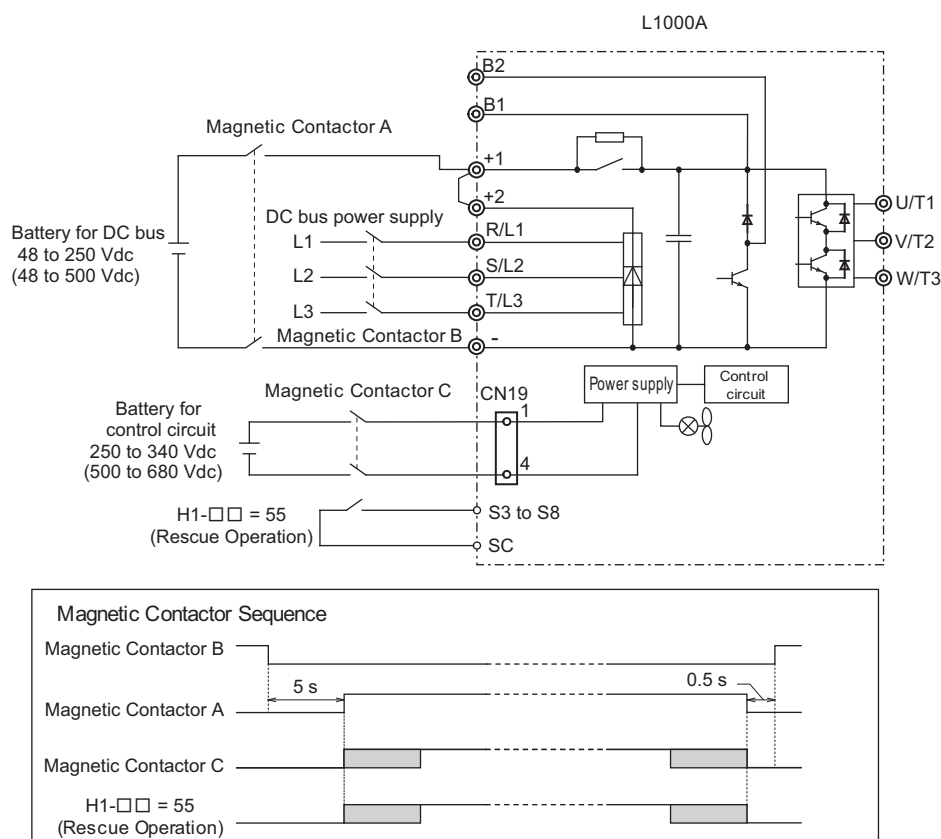 L1000A
B2
B1
Magnetic Contactor A
+1
+2
DC bus power supply
Battery for DC bus
48 to 250 Vdc
(48 to 500 Vdc)
L1
R/L1
L2
S/L2
L3
T/L3
Magnetic Contactor B
-
U/T1
V/T2
W/T3
Magnetic Contactor C
CN19
1
4
Power supply
Control
circuit
Battery for
control circuit
250 to 340 Vdc
(500 to 680 Vdc)
H1-□□ = 55
(Rescue Operation)
S3 to S8
SC
Magnetic Contactor Sequence
Magnetic Contactor B
5 s
0.5 s
Magnetic Contactor A
Magnetic Contactor C
H1-□□ = 55
(Rescue Operation)